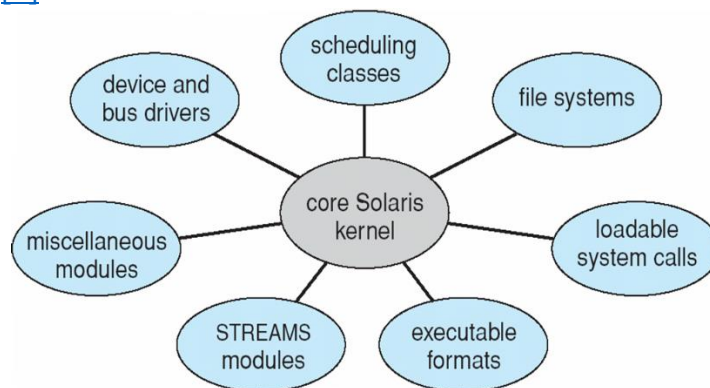 scheduling
classes
device and
bus drivers
file systems
core Solaris
kernel
loadable
system calls
miscellaneous
modules
STREAMS
modules
executable
formats